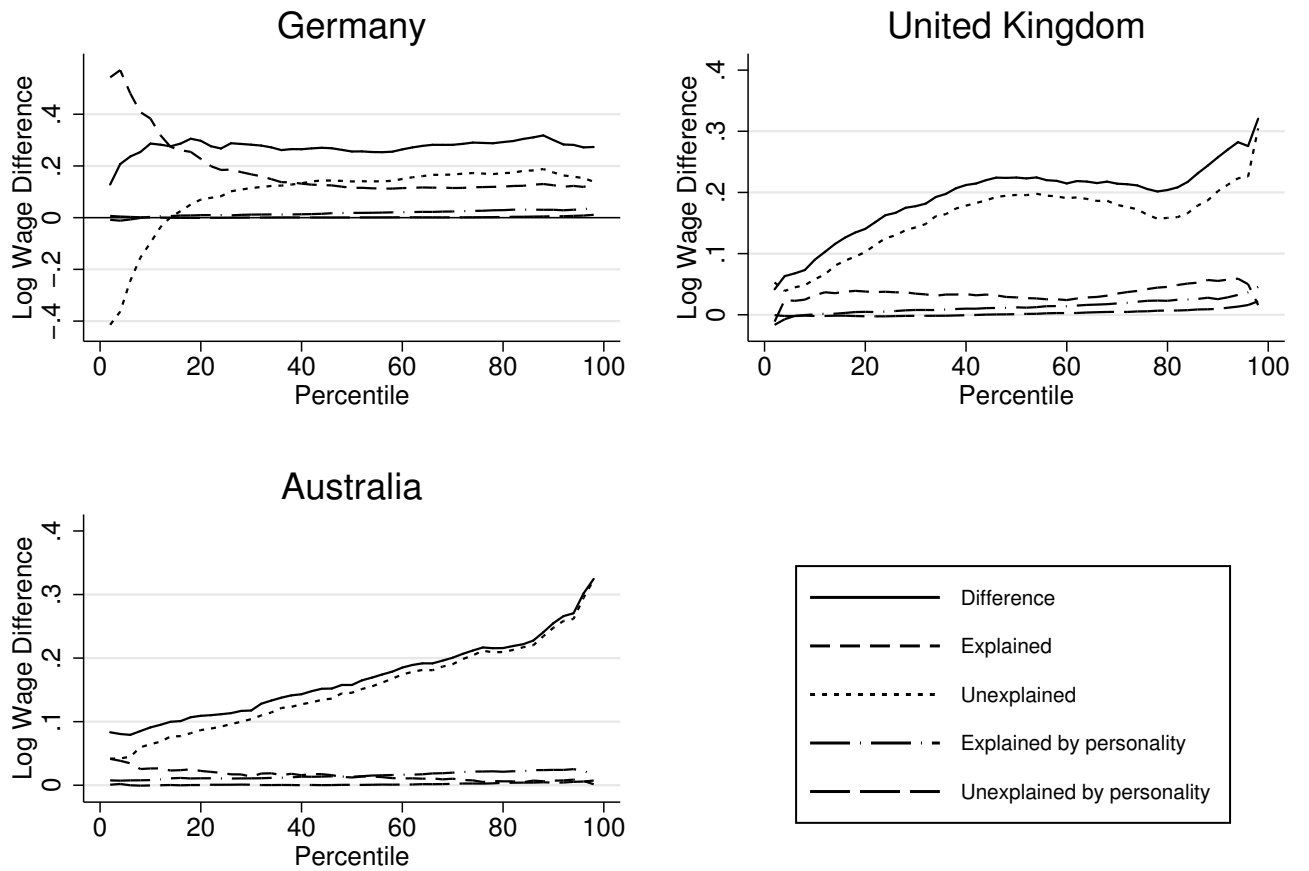 Germany
Log Wage Difference
.4
.2
0
−.2
−.4
0 20 40 60 80 100
Percentile
United Kingdom
Log Wage Difference
.4
.3
.2
.1
0
0 20 40 60 80 100
Percentile
Australia
Log Wage Difference
.4
.3
.2
.1
0
0 20 40 60 80 100
Percentile
Difference
Explained
Unexplained
Explained by personality
Unexplained by personality